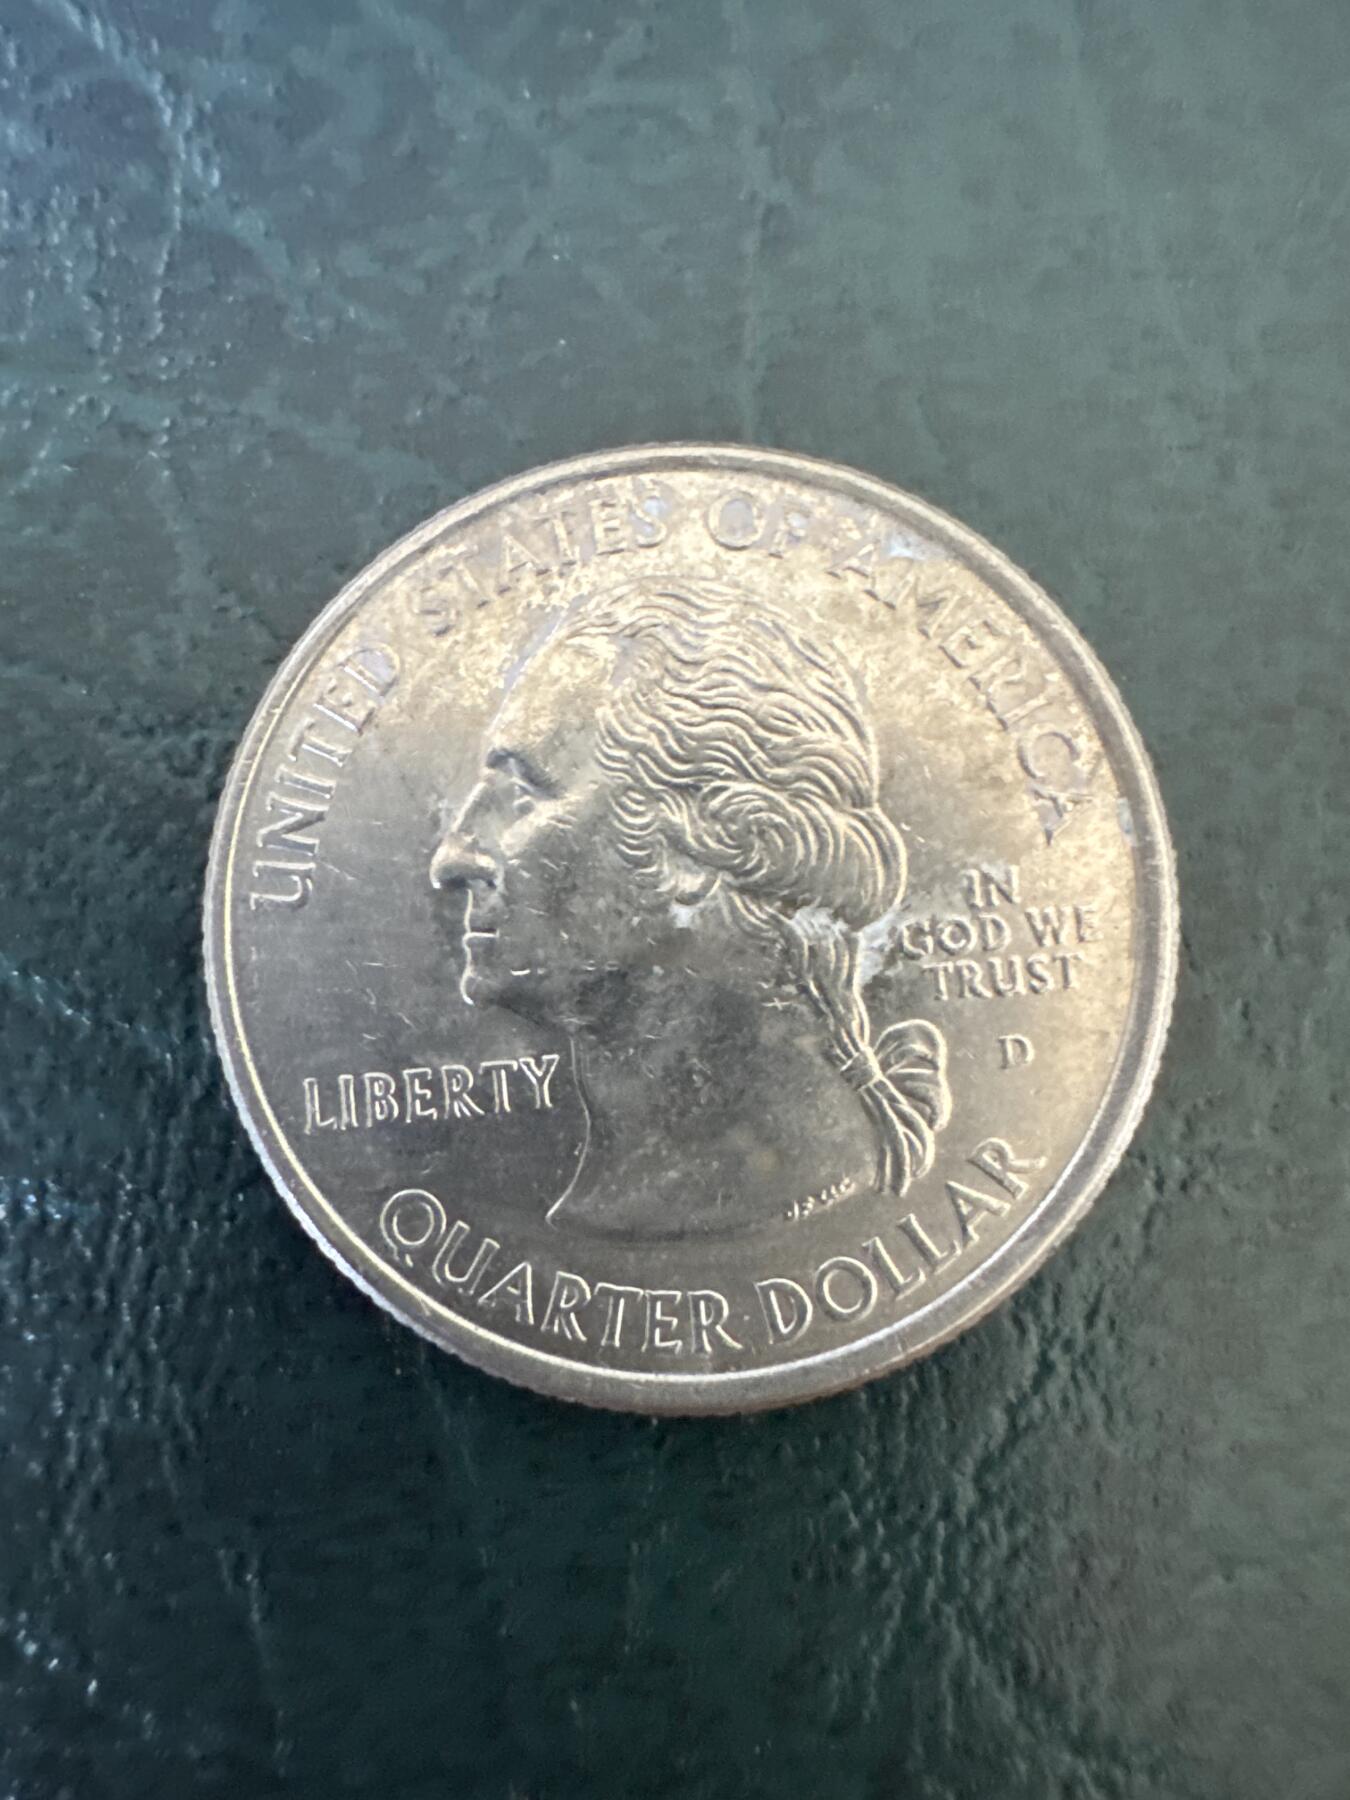 UNITED STATES OF AMERICA
IN
GOD WE
TRUST
D
LIBERTY
QUARTER DOLLAR